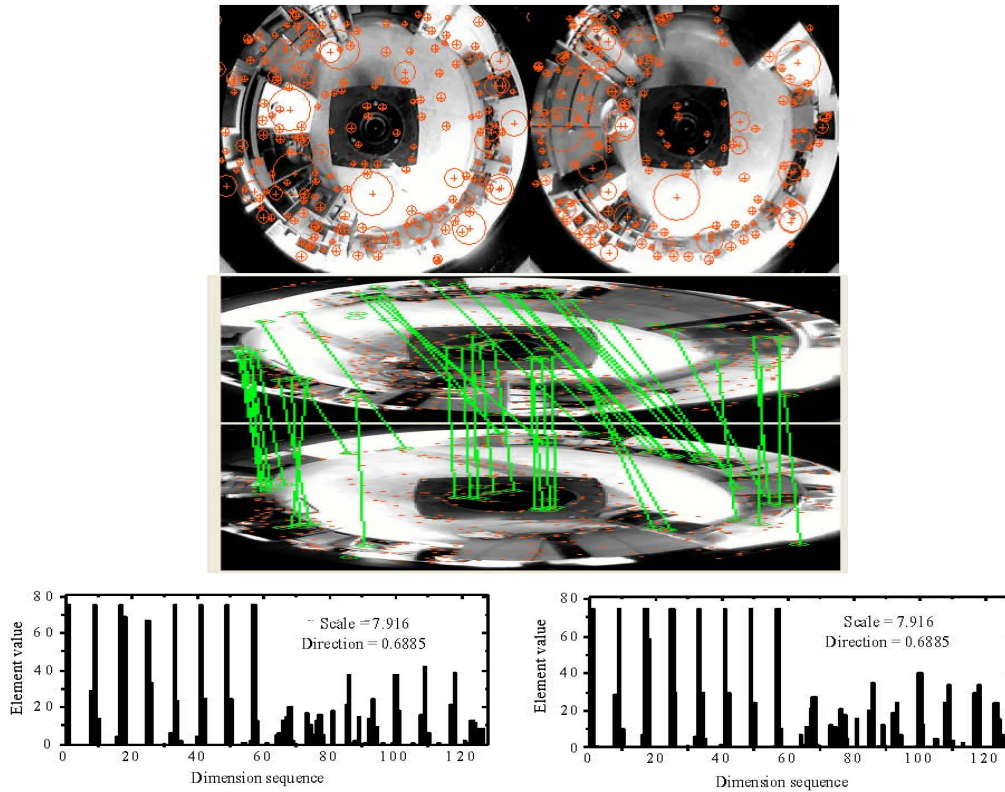 80
60
40
20
0
Element value
Scale = 7.916
Direction = 0.6885
0 20 40 60 80 100 120
Dimension sequence
80
60
40
20
0
Element value
Scale = 7.916
Direction = 0.6885
0 20 40 60 80 100 120
Dimension sequence